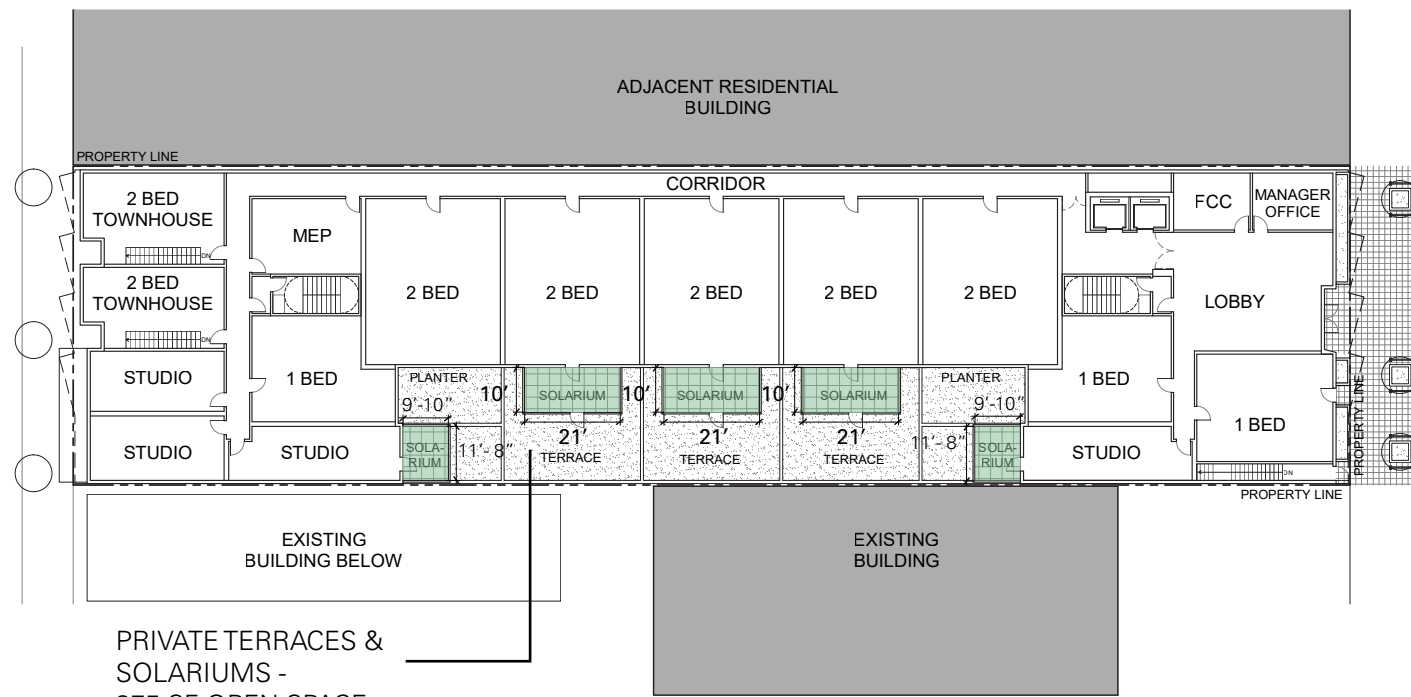 ADJACENT RESIDENTIAL
BUILDING
PROPERTY LINE
CORRIDOR
2 BED
TOWNHOUSE
MEP
FCC
MANAGER
OFFICE
2 BED
TOWNHOUSE
DN
2 BED
2 BED
2 BED
2 BED
2 BED
LOBBY
DN
STUDIO
1 BED
PLANTER
9'-10"
10'
SOLARIUM
10'
SOLARIUM
10'
SOLARIUM
PLANTER
9'-10"
1 BED
1 BED
PROPERTY LINE
STUDIO
STUDIO
SOLA-
RIUM
11'-8"
21'
TERRACE
21'
TERRACE
21'
TERRACE
11'-8"
SOLA-
RIUM
STUDIO
DN
PROPERTY LINE
EXISTING
BUILDING BELOW
EXISTING
BUILDING
PRIVATE TERRACES &
SOLARIUMS -